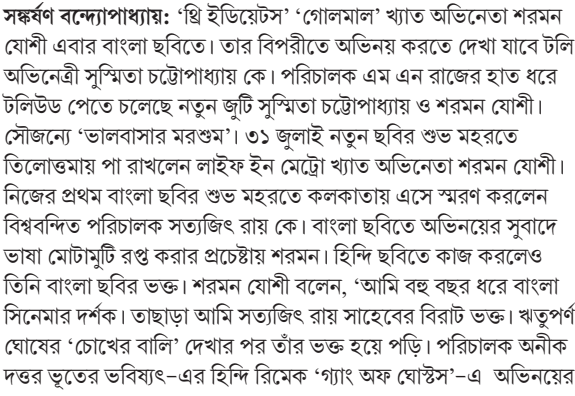 সঙ্কর্ষণ বন্দ্যোপাধ্যায়: ‘থ্রি ইডিয়েটস’ ‘গোলমাল’ খ্যাত অভিনেতা শরমন
যোশী এবার বাংলা ছবিতে। তার বিপরীতে অভিনয় করতে দেখা যাবে টলি
অভিনেত্রী সুস্মিতা চট্টোপাধ্যায় কে। পরিচালক এম এন রাজের হাত ধরে
টলিউড পেতে চলেছে নতুন জুটি সুস্মিতা চট্টোপাধ্যায় ও শরমন যোশী।
সৌজন্যে ‘ভালবাসার মরশুম’। ৩১ জুলাই নতুন ছবির শুভ মহরতে
তিলোত্তমায় পা রাখলেন লাইফ ইন মেট্রো খ্যাত অভিনেতা শরমন যোশী।
নিজের প্রথম বাংলা ছবির শুভ মহরতে কলকাতায় এসে স্মরণ করলেন
বিশ্ববন্দিত পরিচালক সত্যজিৎ রায় কে। বাংলা ছবিতে অভিনয়ের সুবাদে
ভাষা মোটামুটি রপ্ত করার প্রচেষ্টায় শরমন। হিন্দি ছবিতে কাজ করলেও
তিনি বাংলা ছবির ভক্ত। শরমন যোশী বলেন, ‘আমি বহু বছর ধরে বাংলা
সিনেমার দর্শক। তাছাড়া আমি সত্যজিৎ রায় সাহেবের বিরাট ভক্ত। ঋতুপর্ণ
ঘোষের ‘চোখের বালি’ দেখার পর তাঁর ভক্ত হয়ে পড়ি। পরিচালক অনীক
দত্তর ভূতের ভবিষ্যৎ-এর হিন্দি রিমেক ‘গ্যাং অফ ঘোস্টস’-এ অভিনয়ের